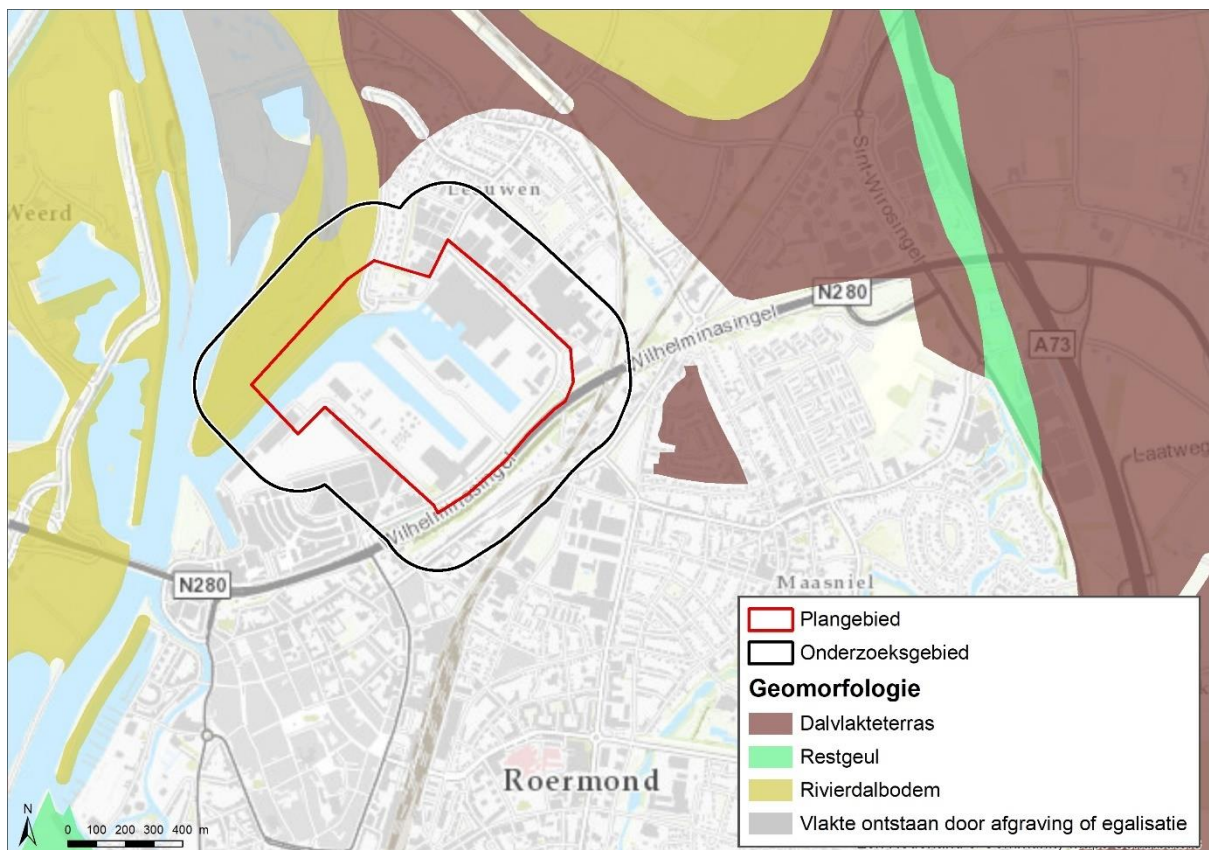 Leeuwen
Weerd
Sint-Wirosingel
N280
Wilhelminasingel
A73
Laatweg
Wilhelminasingel
N280
Maasniel
Roermond
Plangebied
Onderzoeksgebied
Geomorfologie
Dalvlakteterras
Restgeul
Rivierdalbodem
Vlakte ontstaan door afgraving of egalisatie
N
0 100 200 300 400 m